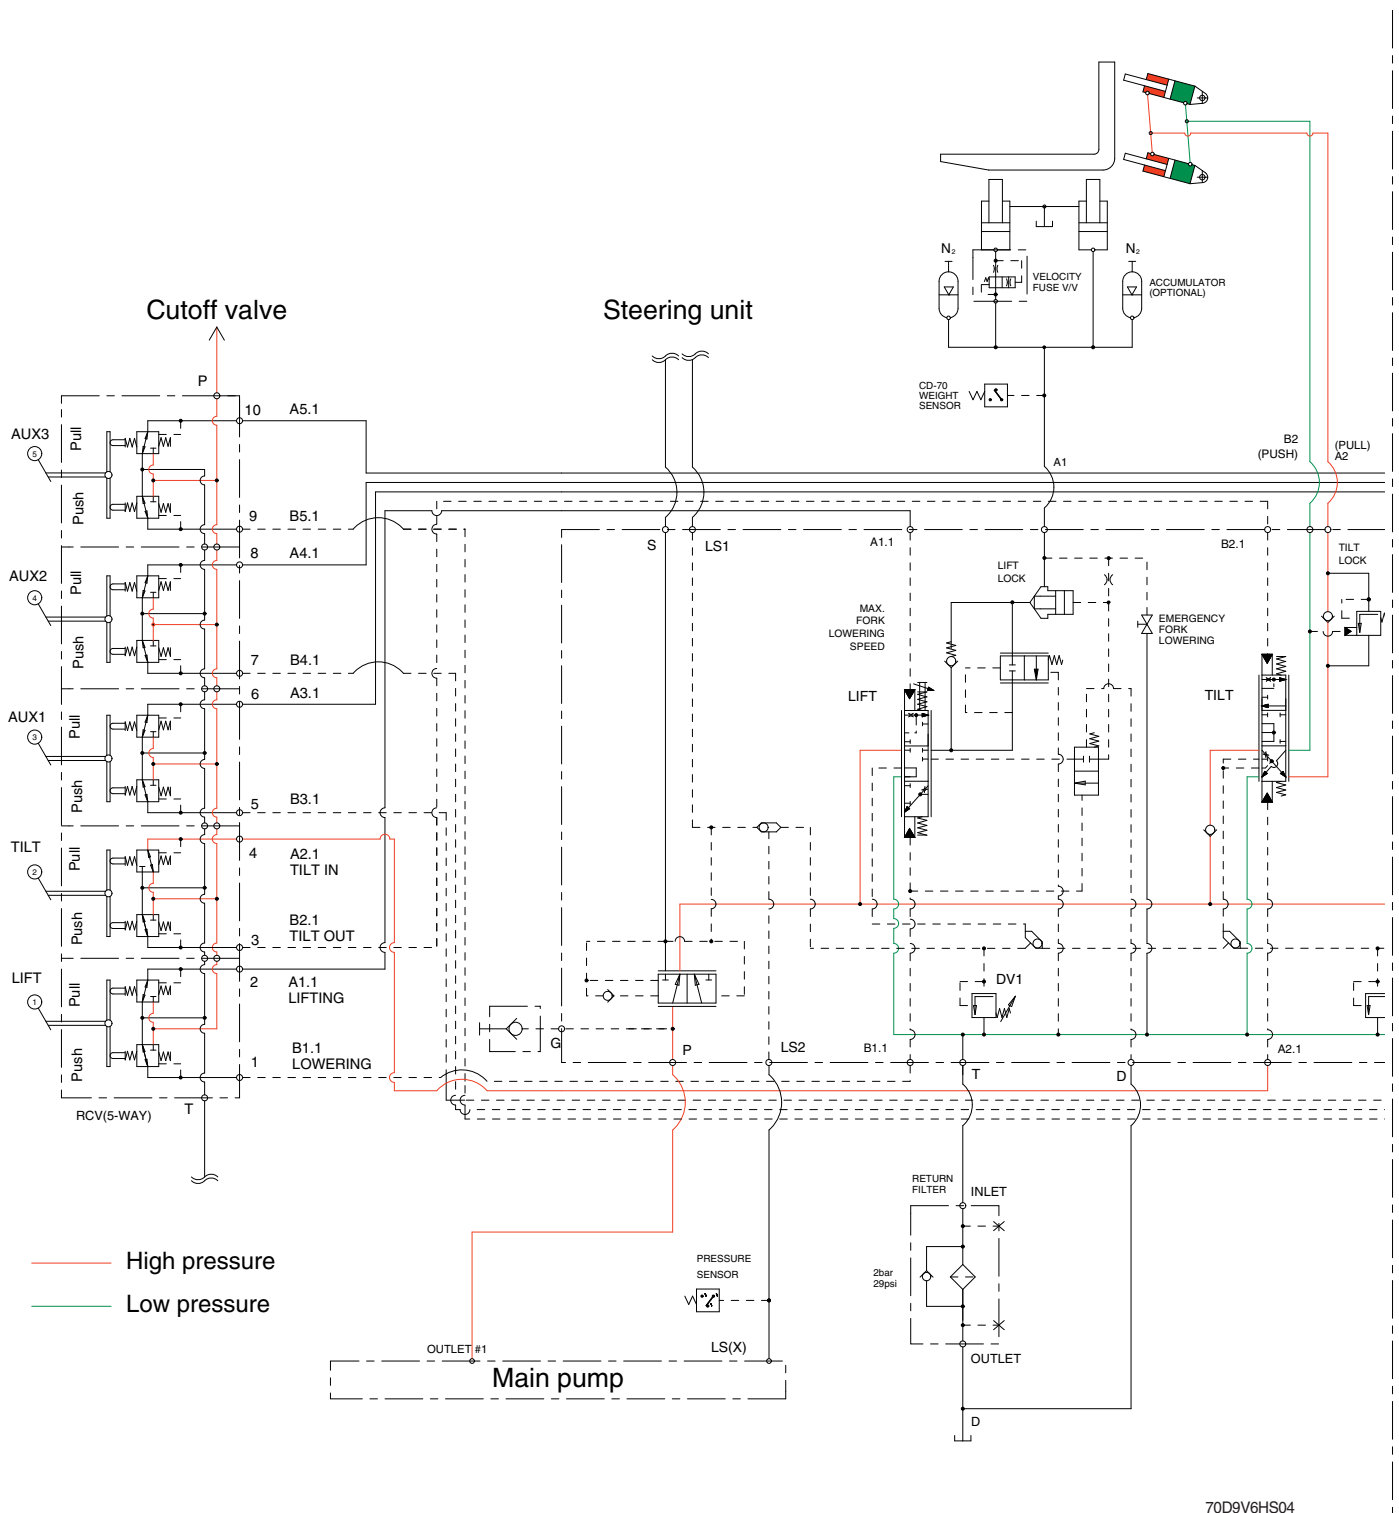 N₂
N₂
VELOCITY
FUSE V/V
ACCUMULATOR
(OPTIONAL)
Cutoff valve
Steering unit
CD-70
WEIGHT
SENSOR
P
10 A5.1
AUX3
5
Pull
Push
9 B5.1
8 A4.1
AUX2
4
Pull
Push
7 B4.1
6 A3.1
AUX1
3
Pull
Push
5 B3.1
TILT
2
Pull
Push
4 A2.1
TILT IN
B2.1
TILT OUT
3
LIFT
1
Pull
Push
2 A1.1
LIFTING
1 B1.1
LOWERING
T
RCV(5-WAY)
A1
B2
(PUSH)
(PULL)
A2
S
LS1
A1.1
B2.1
TILT
LOCK
LIFT
LOCK
MAX.
FORK
LOWERING
SPEED
EMERGENCY
FORK
LOWERING
LIFT
TILT
DV1
G
P
LS2
B1.1
T
D
A2.1
RETURN
FILTER
INLET
2bar
29psi
OUTLET
D
High pressure
Low pressure
PRESSURE
SENSOR
OUTLET #1
LS(X)
Main pump
70D9V6HS04